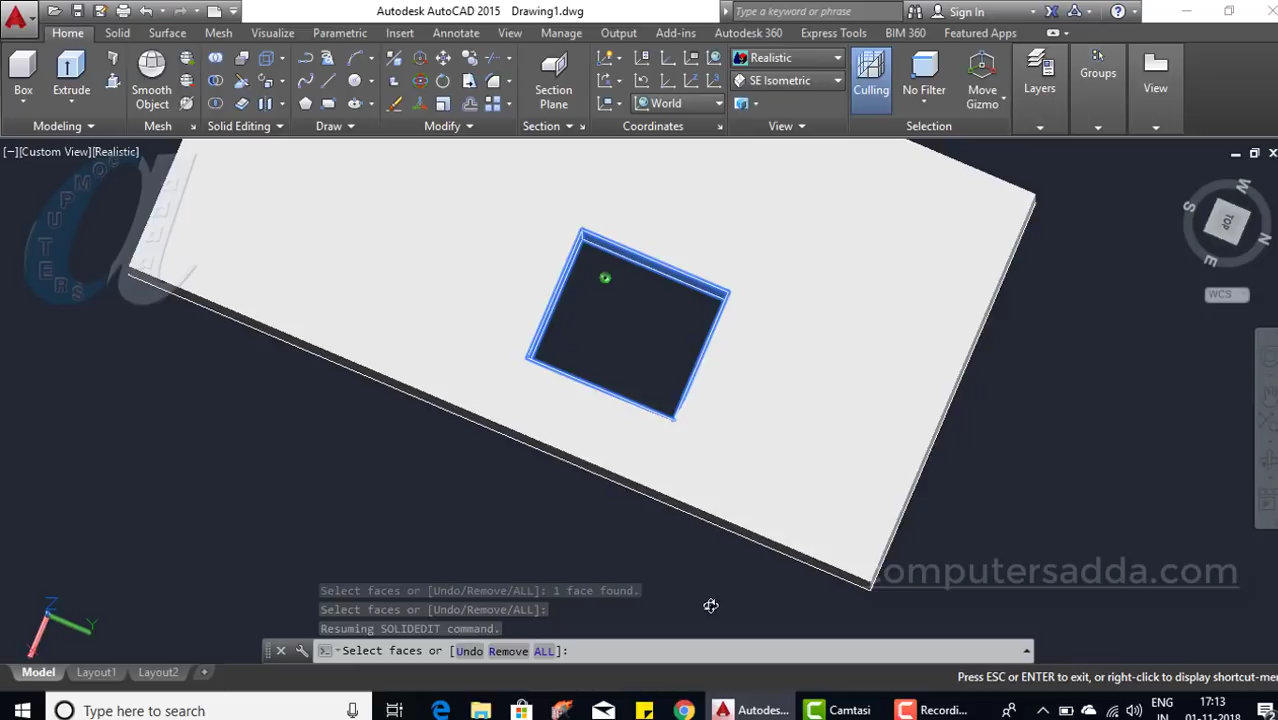 Autodesk AutoCAD 2015 Drawing1.dwg
Type a keyword or phrase
Sign In
Home Solid Surface Mesh Visualize Parametric Insert Annotate View Manage Output Add-ins Autodesk 360 Express Tools BIM 360 Featured Apps
Realistic
SE Isometric
World
Box Extrude Smooth Object Section Plane Culling No Filter Move Gizmo Layers Groups View
Modeling Mesh Solid Editing Draw Modify Section Coordinates View Selection
[−][Custom View][Realistic]
COMPUTERS
adda
W
S
TOP
N
E
WCS
omputersadda.com
Select faces or [Undo/Remove/ALL]: 1 face found.
Select faces or [Undo/Remove/ALL]:
Resuming SOLIDEDIT command.
Select faces or [Undo Remove ALL]:
Z
Y
Model Layout1 Layout2 +
Press ESC or ENTER to exit, or right-click to display shortcut-me
Type here to search
Autodes...
Camtasi
Recordi...
ENG
IN
17:13
01-11-2018